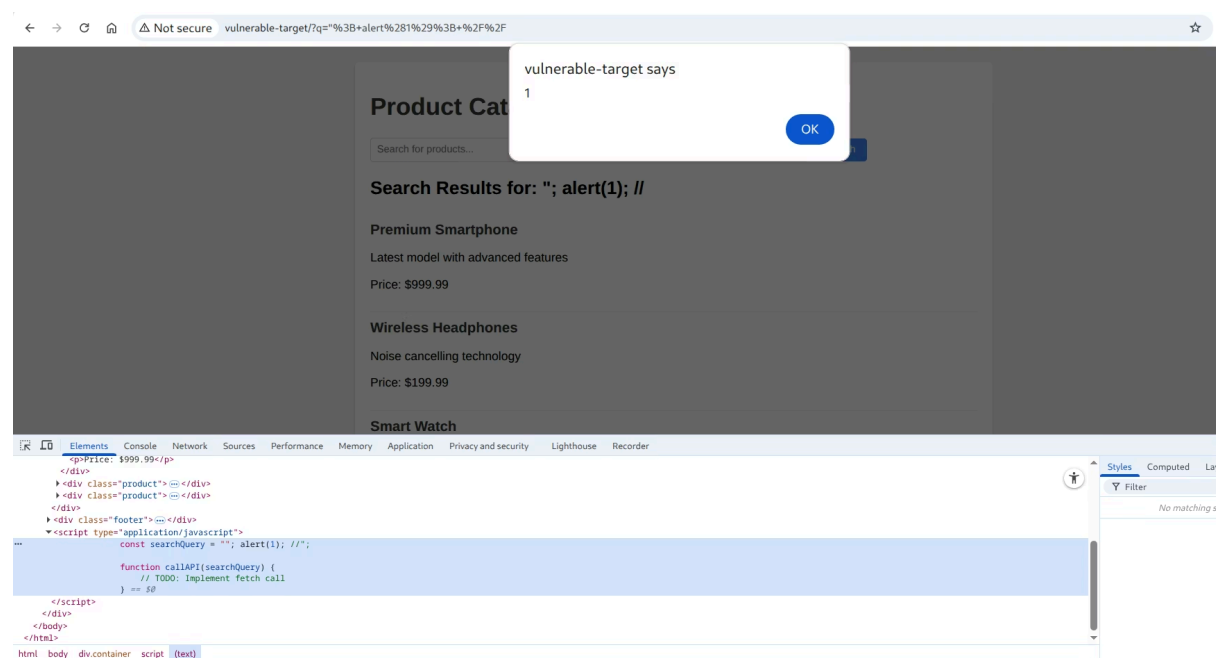 Not secure vulnerable-target/?q="%3B+alert%281%29%3B+%2F%2F
vulnerable-target says
1
OK
Product Cat
Search for products...
Search Results for: "; alert(1); //
Premium Smartphone
Latest model with advanced features
Price: $999.99
Wireless Headphones
Noise cancelling technology
Price: $199.99
Smart Watch
Elements Console Network Sources Performance Memory Application Privacy and security Lighthouse Recorder
<p>Price: $999.99</p>
</div>
<div class="product">…</div>
<div class="product">…</div>
</div>
<div class="footer">…</div>
<script type="application/javascript">
… const searchQuery = ""; alert(1); //";
function callAPI(searchQuery) {
// TODO: Implement fetch call
} == $0
</script>
</div>
</body>
</html>
html body div.container script (text)
Styles Computed La
Filter
No matching s